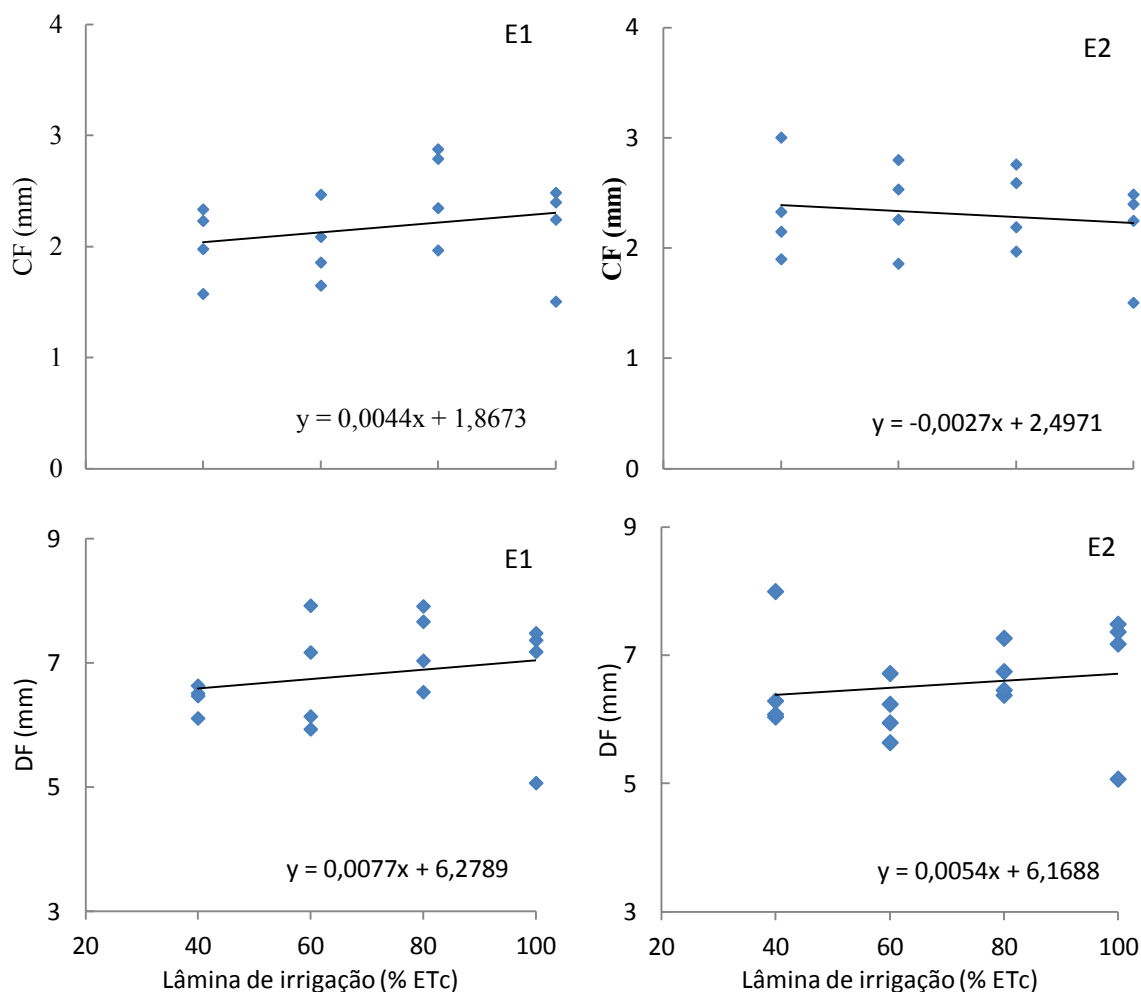 E1
4
3
2
1
0
CF (mm)
y = 0,0044x + 1,8673
E2
4
3
2
1
0
CF (mm)
y = -0,0027x + 2,4971
E1
9
7
5
3
DF (mm)
y = 0,0077x + 6,2789
20 40 60 80 100
Lâmina de irrigação (% ETc)
E2
9
7
5
3
DF (mm)
y = 0,0054x + 6,1688
20 40 60 80 100
Lâmina de irrigação (% ETc)